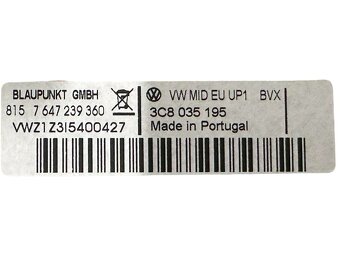 BLAUPUNKT GMBH
815 7 647 239 360
VWZ1Z3I5400427
VW MID EU UP1 BVX
3C8 035 195
Made in Portugal